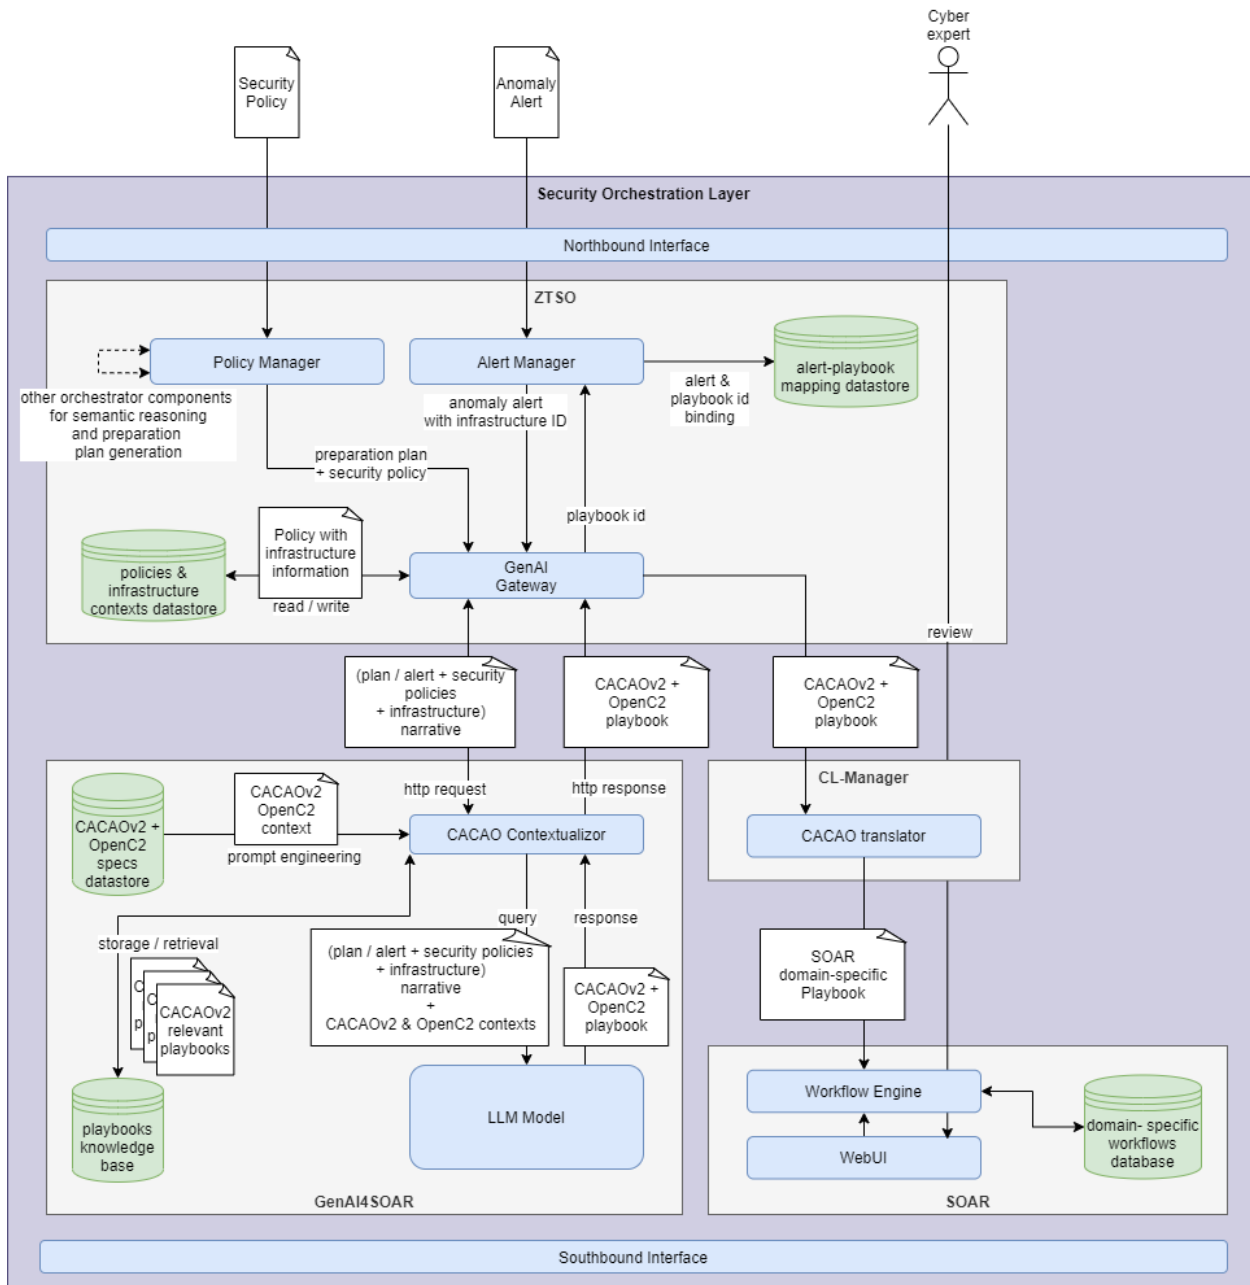 Cyber
expert
Security
Policy
Anomaly
Alert
Security Orchestration Layer
Northbound Interface
ZTSO
Policy Manager
Alert Manager
alert-playbook
mapping datastore
other orchestrator components
for semantic reasoning
and preparation
plan generation
anomaly alert
with infrastructure ID
alert &
playbook id
binding
preparation plan
+ security policy
playbook id
Policy with
infrastructure
information
policies &
infrastructure
contexts datastore
read / write
GenAI
Gateway
review
(plan / alert + security
policies
+ infrastructure)
narrative
CACAOv2 +
OpenC2
playbook
CACAOv2 +
OpenC2
playbook
http request
http response
CL-Manager
CACAOv2
OpenC2
context
CACAOv2 +
OpenC2
specs
datastore
prompt engineering
CACAO Contextualizor
CACAO translator
query
response
storage / retrieval
(plan / alert + security policies
+ infrastructure)
narrative
+
CACAOv2 & OpenC2 contexts
CACAOv2 +
OpenC2
playbook
SOAR
domain-specific
Playbook
C
p
C
p
CACAOv2
relevant
playbooks
LLM Model
playbooks
knowledge
base
Workflow Engine
WebUI
domain- specific
workflows
database
GenAI4SOAR
SOAR
Southbound Interface